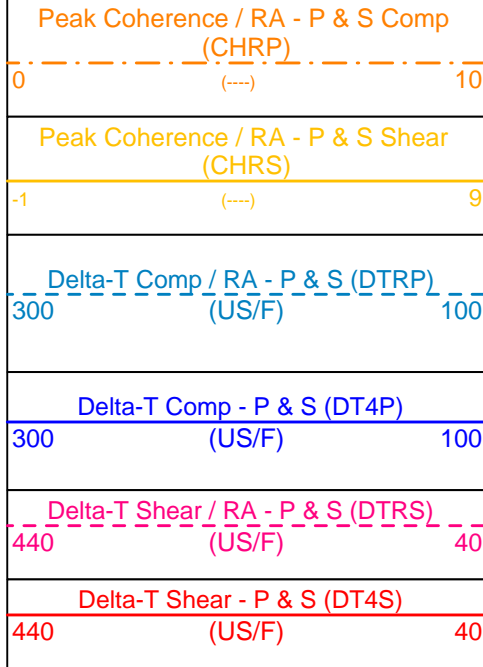 Peak Coherence / RA - P & S Comp
(CHRP)
0 (----) 10
Peak Coherence / RA - P & S Shear
(CHRS)
-1 (----) 9
Delta-T Comp / RA - P & S (DTRP)
300 (US/F) 100
Delta-T Comp - P & S (DT4P)
300 (US/F) 100
Delta-T Shear / RA - P & S (DTRS)
440 (US/F) 40
Delta-T Shear - P & S (DT4S)
440 (US/F) 40